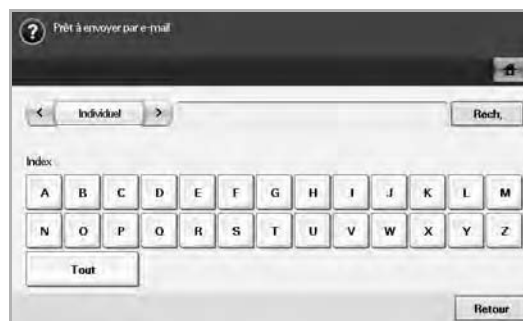 Prêt à envoyer par e-mail
< Individuel > Rech.
Index
A B C D E F G H I J K L M
N O P Q R S T U V W X Y Z
Tout
Retour